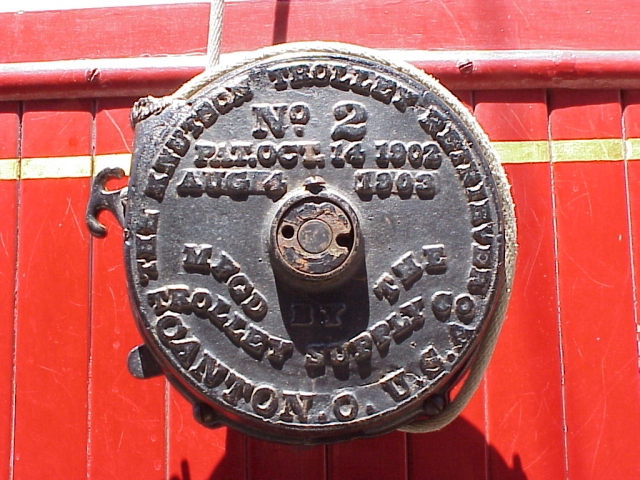 THE KNUTSON TROLLEY RETRIEVER
No 2
PAT. OCT. 14 1902
AUG 4, 1903
M'F'GD BY THE
TROLLEY SUPPLY CO
CANTON. O. U.S.A.